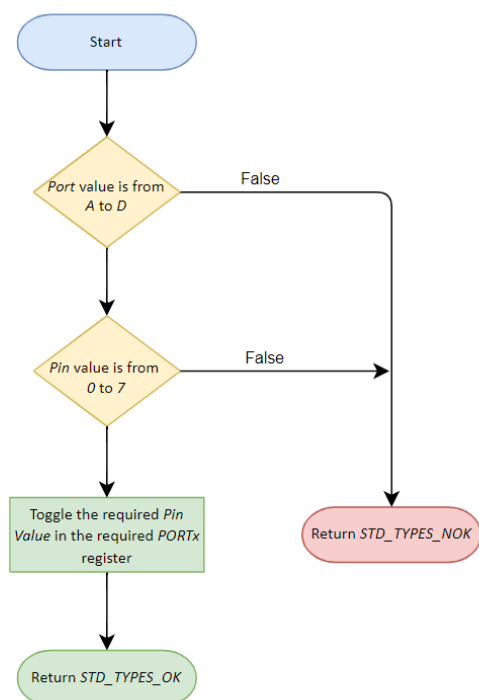 Start
Port value is from
A to D
False
Pin value is from
0 to 7
False
Toggle the required Pin
Value in the required PORTx
register
Return STD_TYPES_NOK
Return STD_TYPES_OK